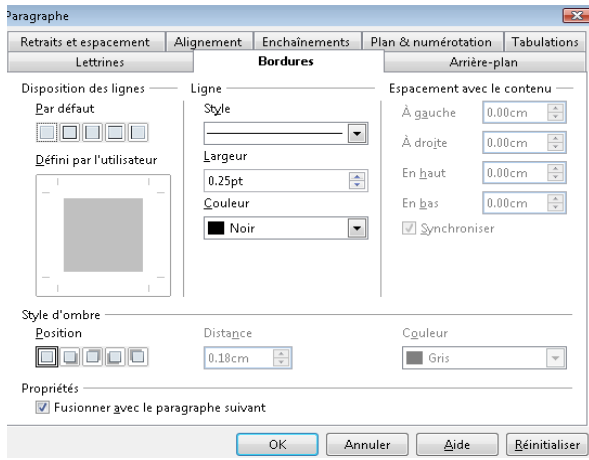 Paragraphe
Retraits et espacement Alignement Enchaînements Plan & numérotation Tabulations
Lettrines Bordures Arrière-plan
Disposition des lignes Ligne Espacement avec le contenu
Par défaut Style À gauche 0.00cm
À droite 0.00cm
Défini par l'utilisateur Largeur
0.25pt En haut 0.00cm
Couleur En bas 0.00cm
Noir Synchroniser
Style d'ombre
Position Distance Couleur
0.18cm Gris
Propriétés
Fusionner avec le paragraphe suivant
OK Annuler Aide Réinitialiser